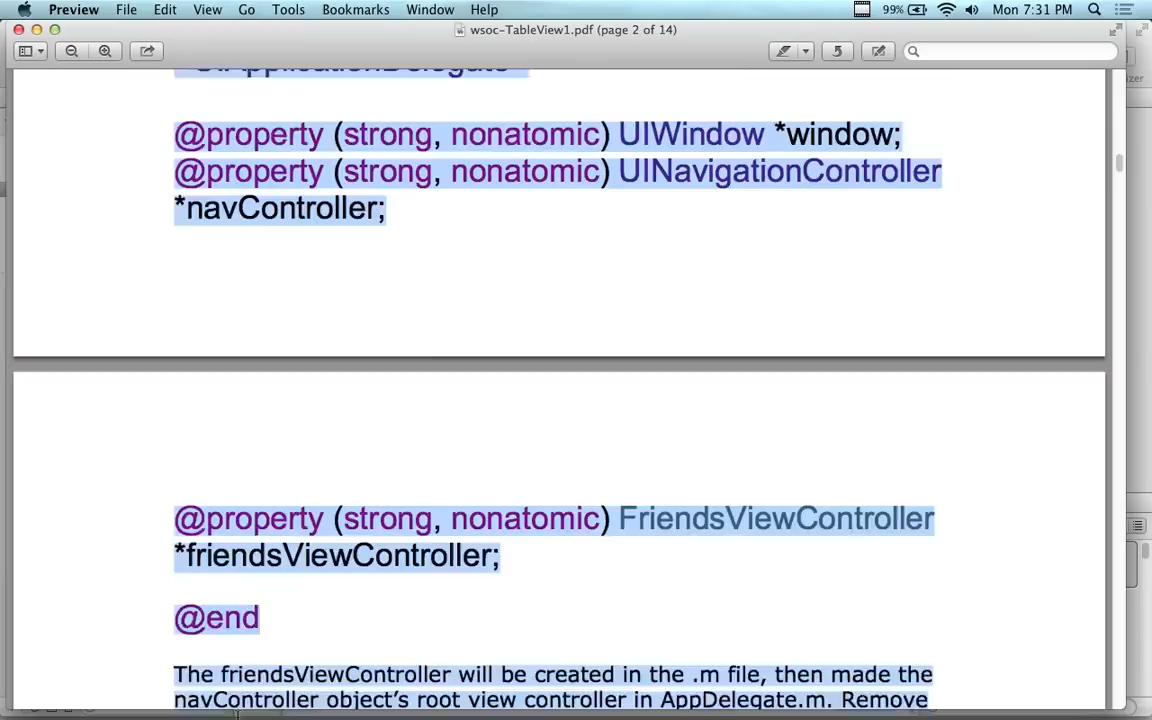 Preview File Edit View Go Tools Bookmarks Window Help 99% Mon 7:31 PM
wsoc-TableView1.pdf (page 2 of 14)
@property (strong, nonatomic) UIWindow *window;
@property (strong, nonatomic) UINavigationController
*navController;
@property (strong, nonatomic) FriendsViewController
*friendsViewController;
@end
The friendsViewController will be created in the .m file, then made the
navController object’s root view controller in AppDelegate.m. Remove